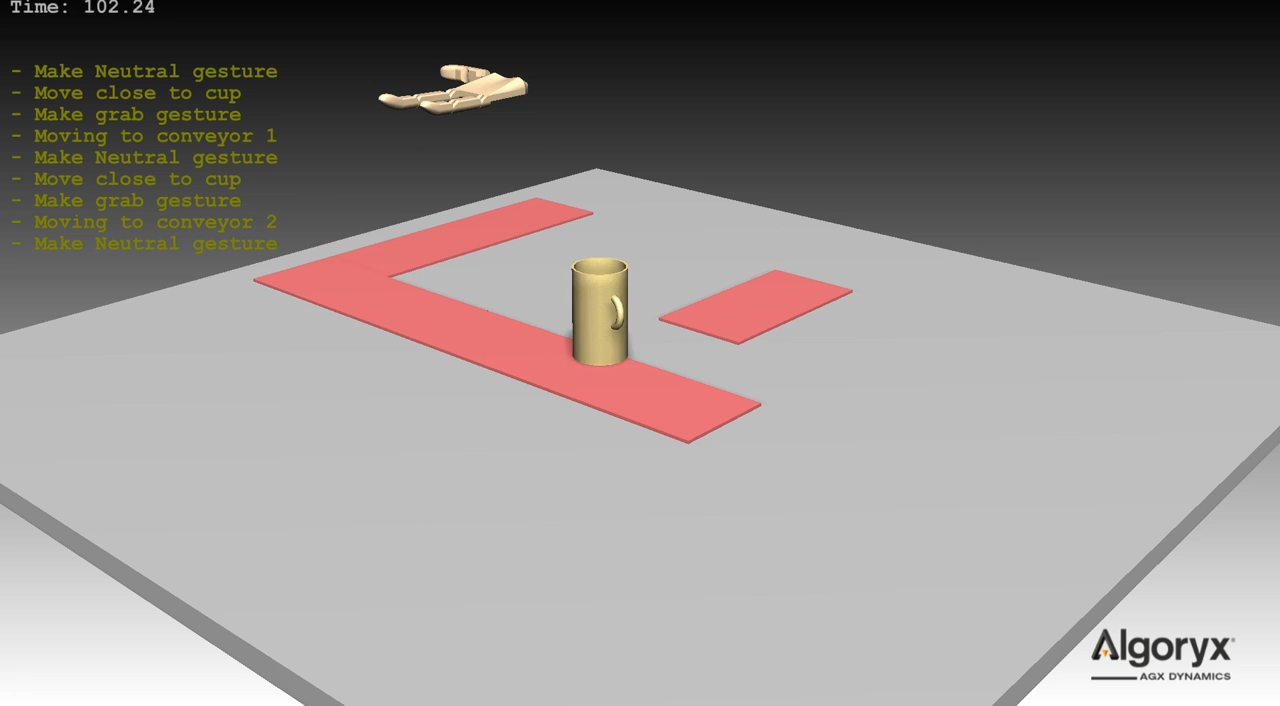 Time: 102.24
- Make Neutral gesture
- Move close to cup
- Make grab gesture
- Moving to conveyor 1
- Make Neutral gesture
- Move close to cup
- Make grab gesture
- Moving to conveyor 2
- Make Neutral gesture
Algoryx®
AGX DYNAMICS